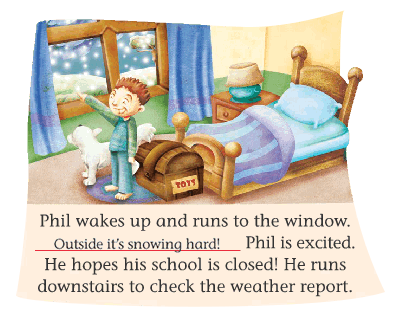 TOYS
Phil wakes up and runs to the window.
Outside it's snowing hard! Phil is excited.
He hopes his school is closed! He runs
downstairs to check the weather report.